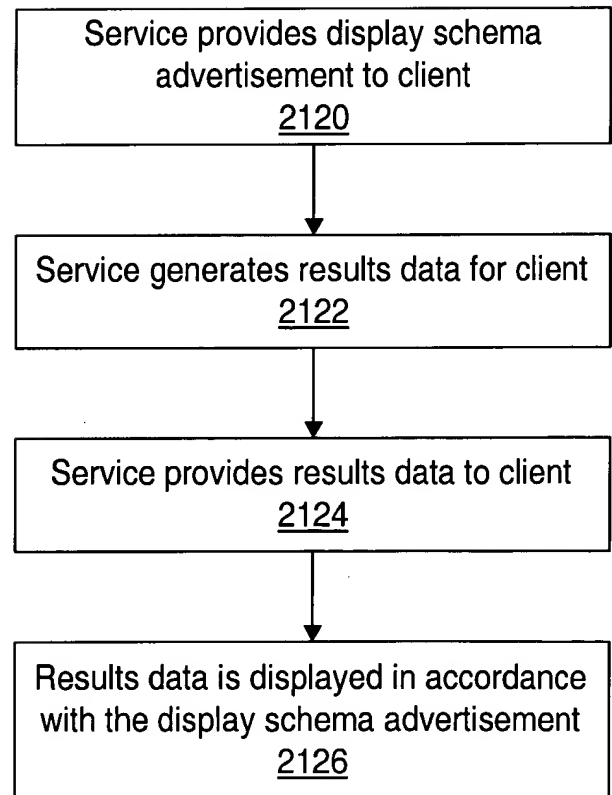 Service provides display schema
advertisement to client
2120
Service generates results data for client
2122
Service provides results data to client
2124
Results data is displayed in accordance
with the display schema advertisement
2126